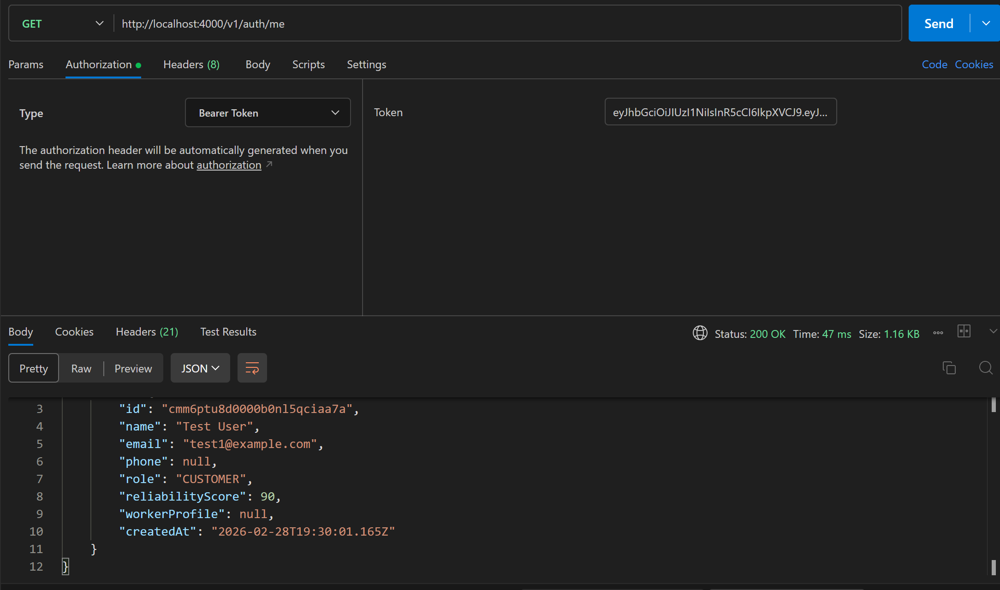 GET http://localhost:4000/v1/auth/me Send
Params Authorization Headers (8) Body Scripts Settings Code Cookies
Type Bearer Token
Token eyJhbGciOiJIUzI1NiIsInR5cCI6IkpXVCJ9.eyJ...
The authorization header will be automatically generated when you
send the request. Learn more about authorization ↗
Body Cookies Headers (21) Test Results Status: 200 OK Time: 47 ms Size: 1.16 KB
Pretty Raw Preview JSON
3 "id": "cmm6ptu8d0000b0nl5qciaa7a",
4 "name": "Test User",
5 "email": "test1@example.com",
6 "phone": null,
7 "role": "CUSTOMER",
8 "reliabilityScore": 90,
9 "workerProfile": null,
10 "createdAt": "2026-02-28T19:30:01.165Z"
11 }
12 }